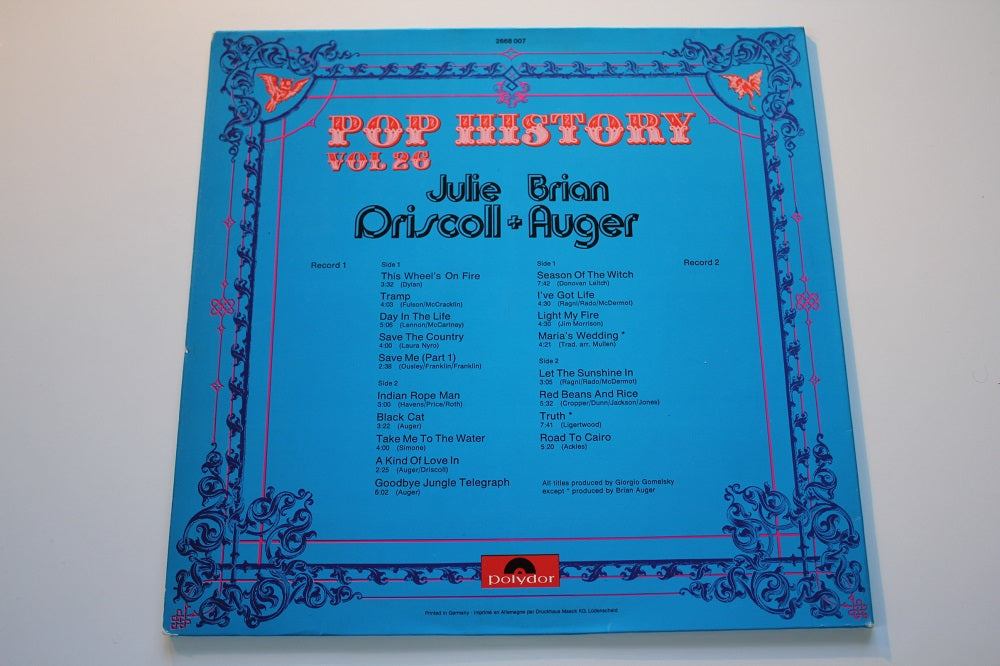 2668 007
POP HISTORY
VOL 26
Julie Brian
Driscoll + Auger
Record 1
Side 1
This Wheel's On Fire
3:32 (Dylan)
Tramp
4:03 (Fulson/McCracklin)
Day In The Life
5:06 (Lennon/McCartney)
Save The Country
4:00 (Laura Nyro)
Save Me (Part 1)
2:38 (Ousley/Franklin/Franklin)
Side 2
Indian Rope Man
3:00 (Havens/Price/Roth)
Black Cat
3:22 (Auger)
Take Me To The Water
4:00 (Simone)
A Kind Of Love In
2:25 (Auger/Driscoll)
Goodbye Jungle Telegraph
6:02 (Auger)
Record 2
Side 1
Season Of The Witch
7:42 (Donovan Leitch)
I've Got Life
4:30 (Ragni/Rado/McDermot)
Light My Fire
4:30 (Jim Morrison)
Maria's Wedding *
4:21 (Trad. arr. Mullen)
Side 2
Let The Sunshine In
3:05 (Ragni/Rado/McDermot)
Red Beans And Rice
5:32 (Cropper/Dunn/Jackson/Jones)
Truth *
7:41 (Ligertwood)
Road To Cairo
5:20 (Ackles)
All titles produced by Giorgio Gomelsky
except * produced by Brian Auger
polydor
Printed in Germany · Imprimé en Allemagne par Druckhaus Maack KG, Lüdenscheid